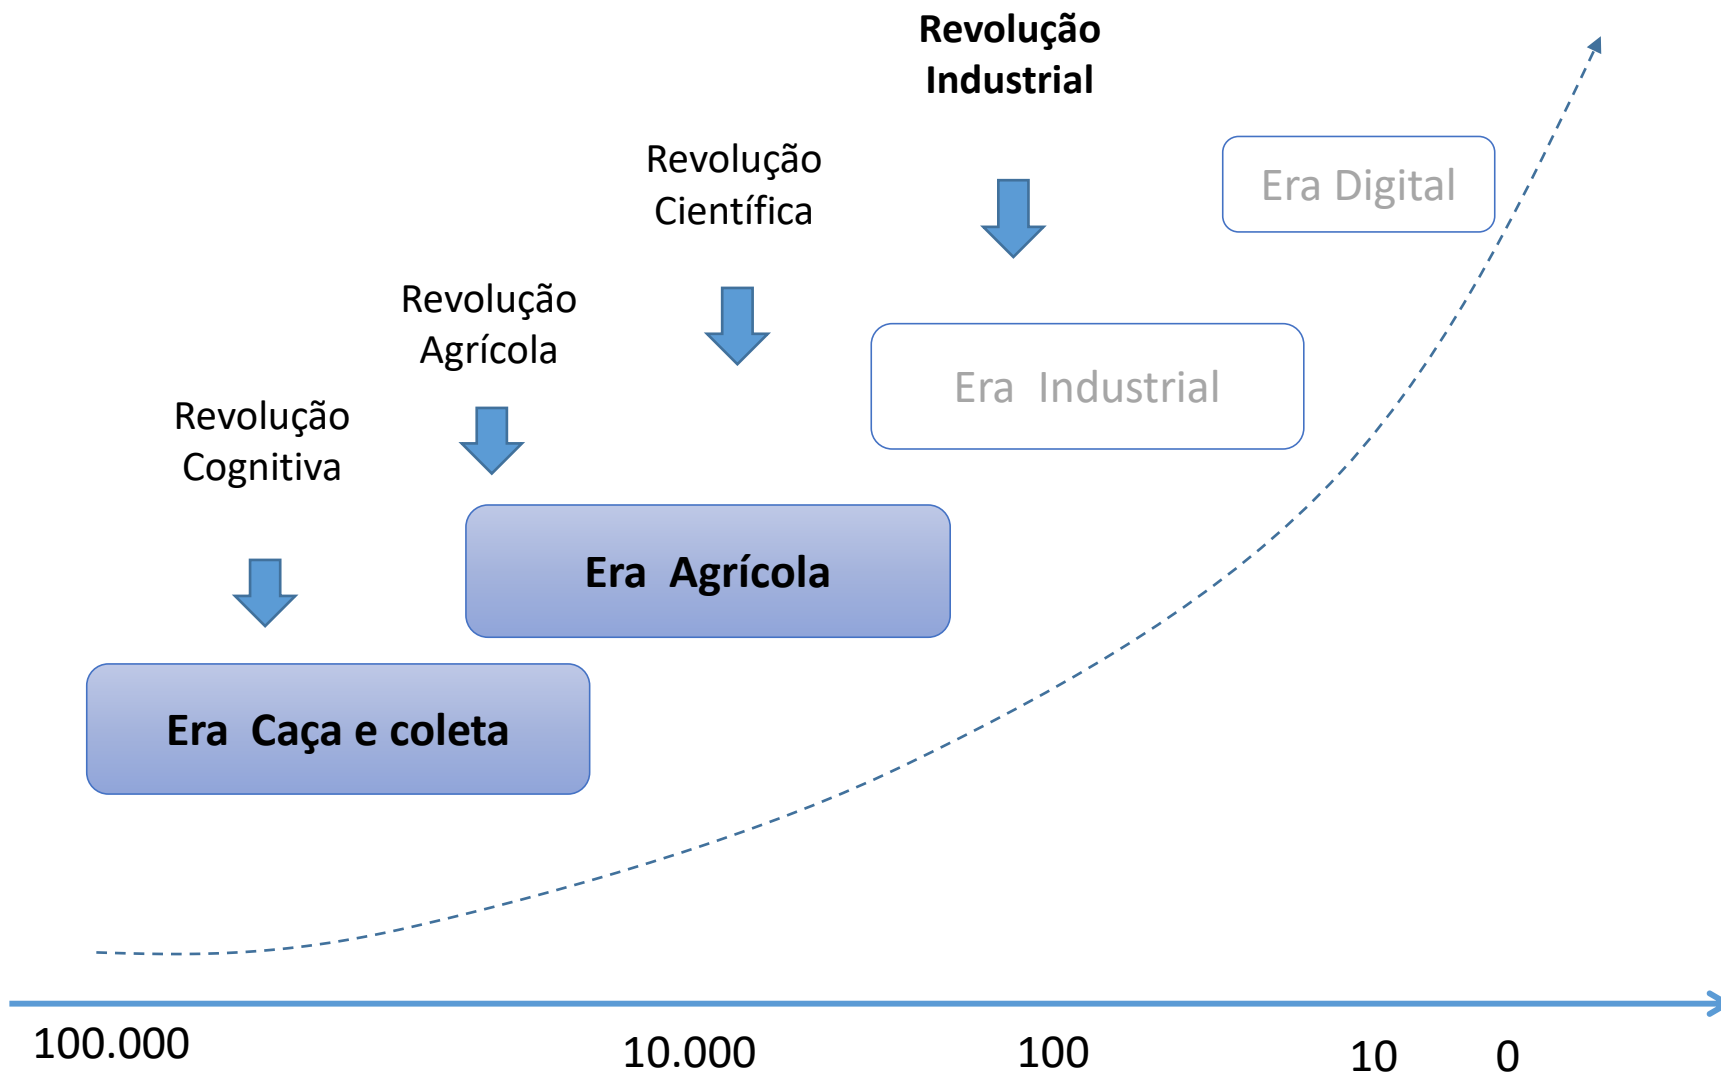 Revolução
Industrial
Era Digital
Revolução
Científica
Revolução
Agrícola
Era  Industrial
Revolução
Cognitiva
Era  Agrícola
Era  Caça e coleta
100.000
10.000
100
10
0